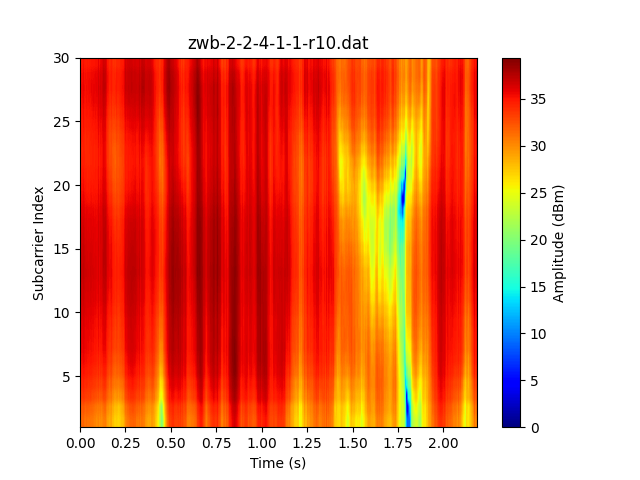 zwb-2-2-4-1-1-r10.dat
30
25
20
15
10
5
Subcarrier Index
0.00 0.25 0.50 0.75 1.00 1.25 1.50 1.75 2.00
Time (s)
35
30
25
20
15
10
5
0
Amplitude (dBm)